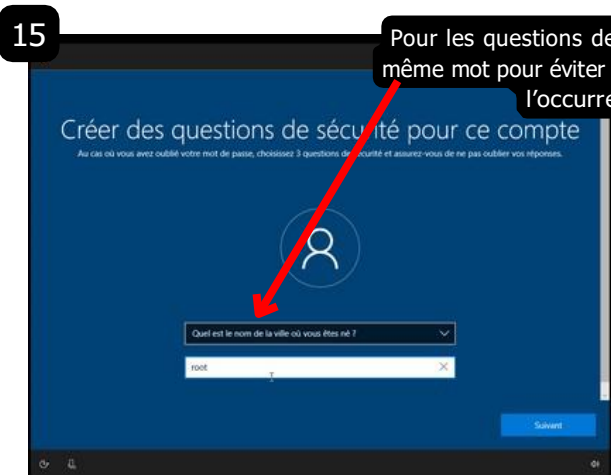 15
Pour les questions de
même mot pour éviter
l'occurre
Créer des questions de sécurité pour ce compte
Au cas où vous avez oublié votre mot de passe, choisissez 3 questions de sécurité et assurez-vous de ne pas oublier vos réponses.
Quel est le nom de la ville où vous êtes né ?
root
Suivant